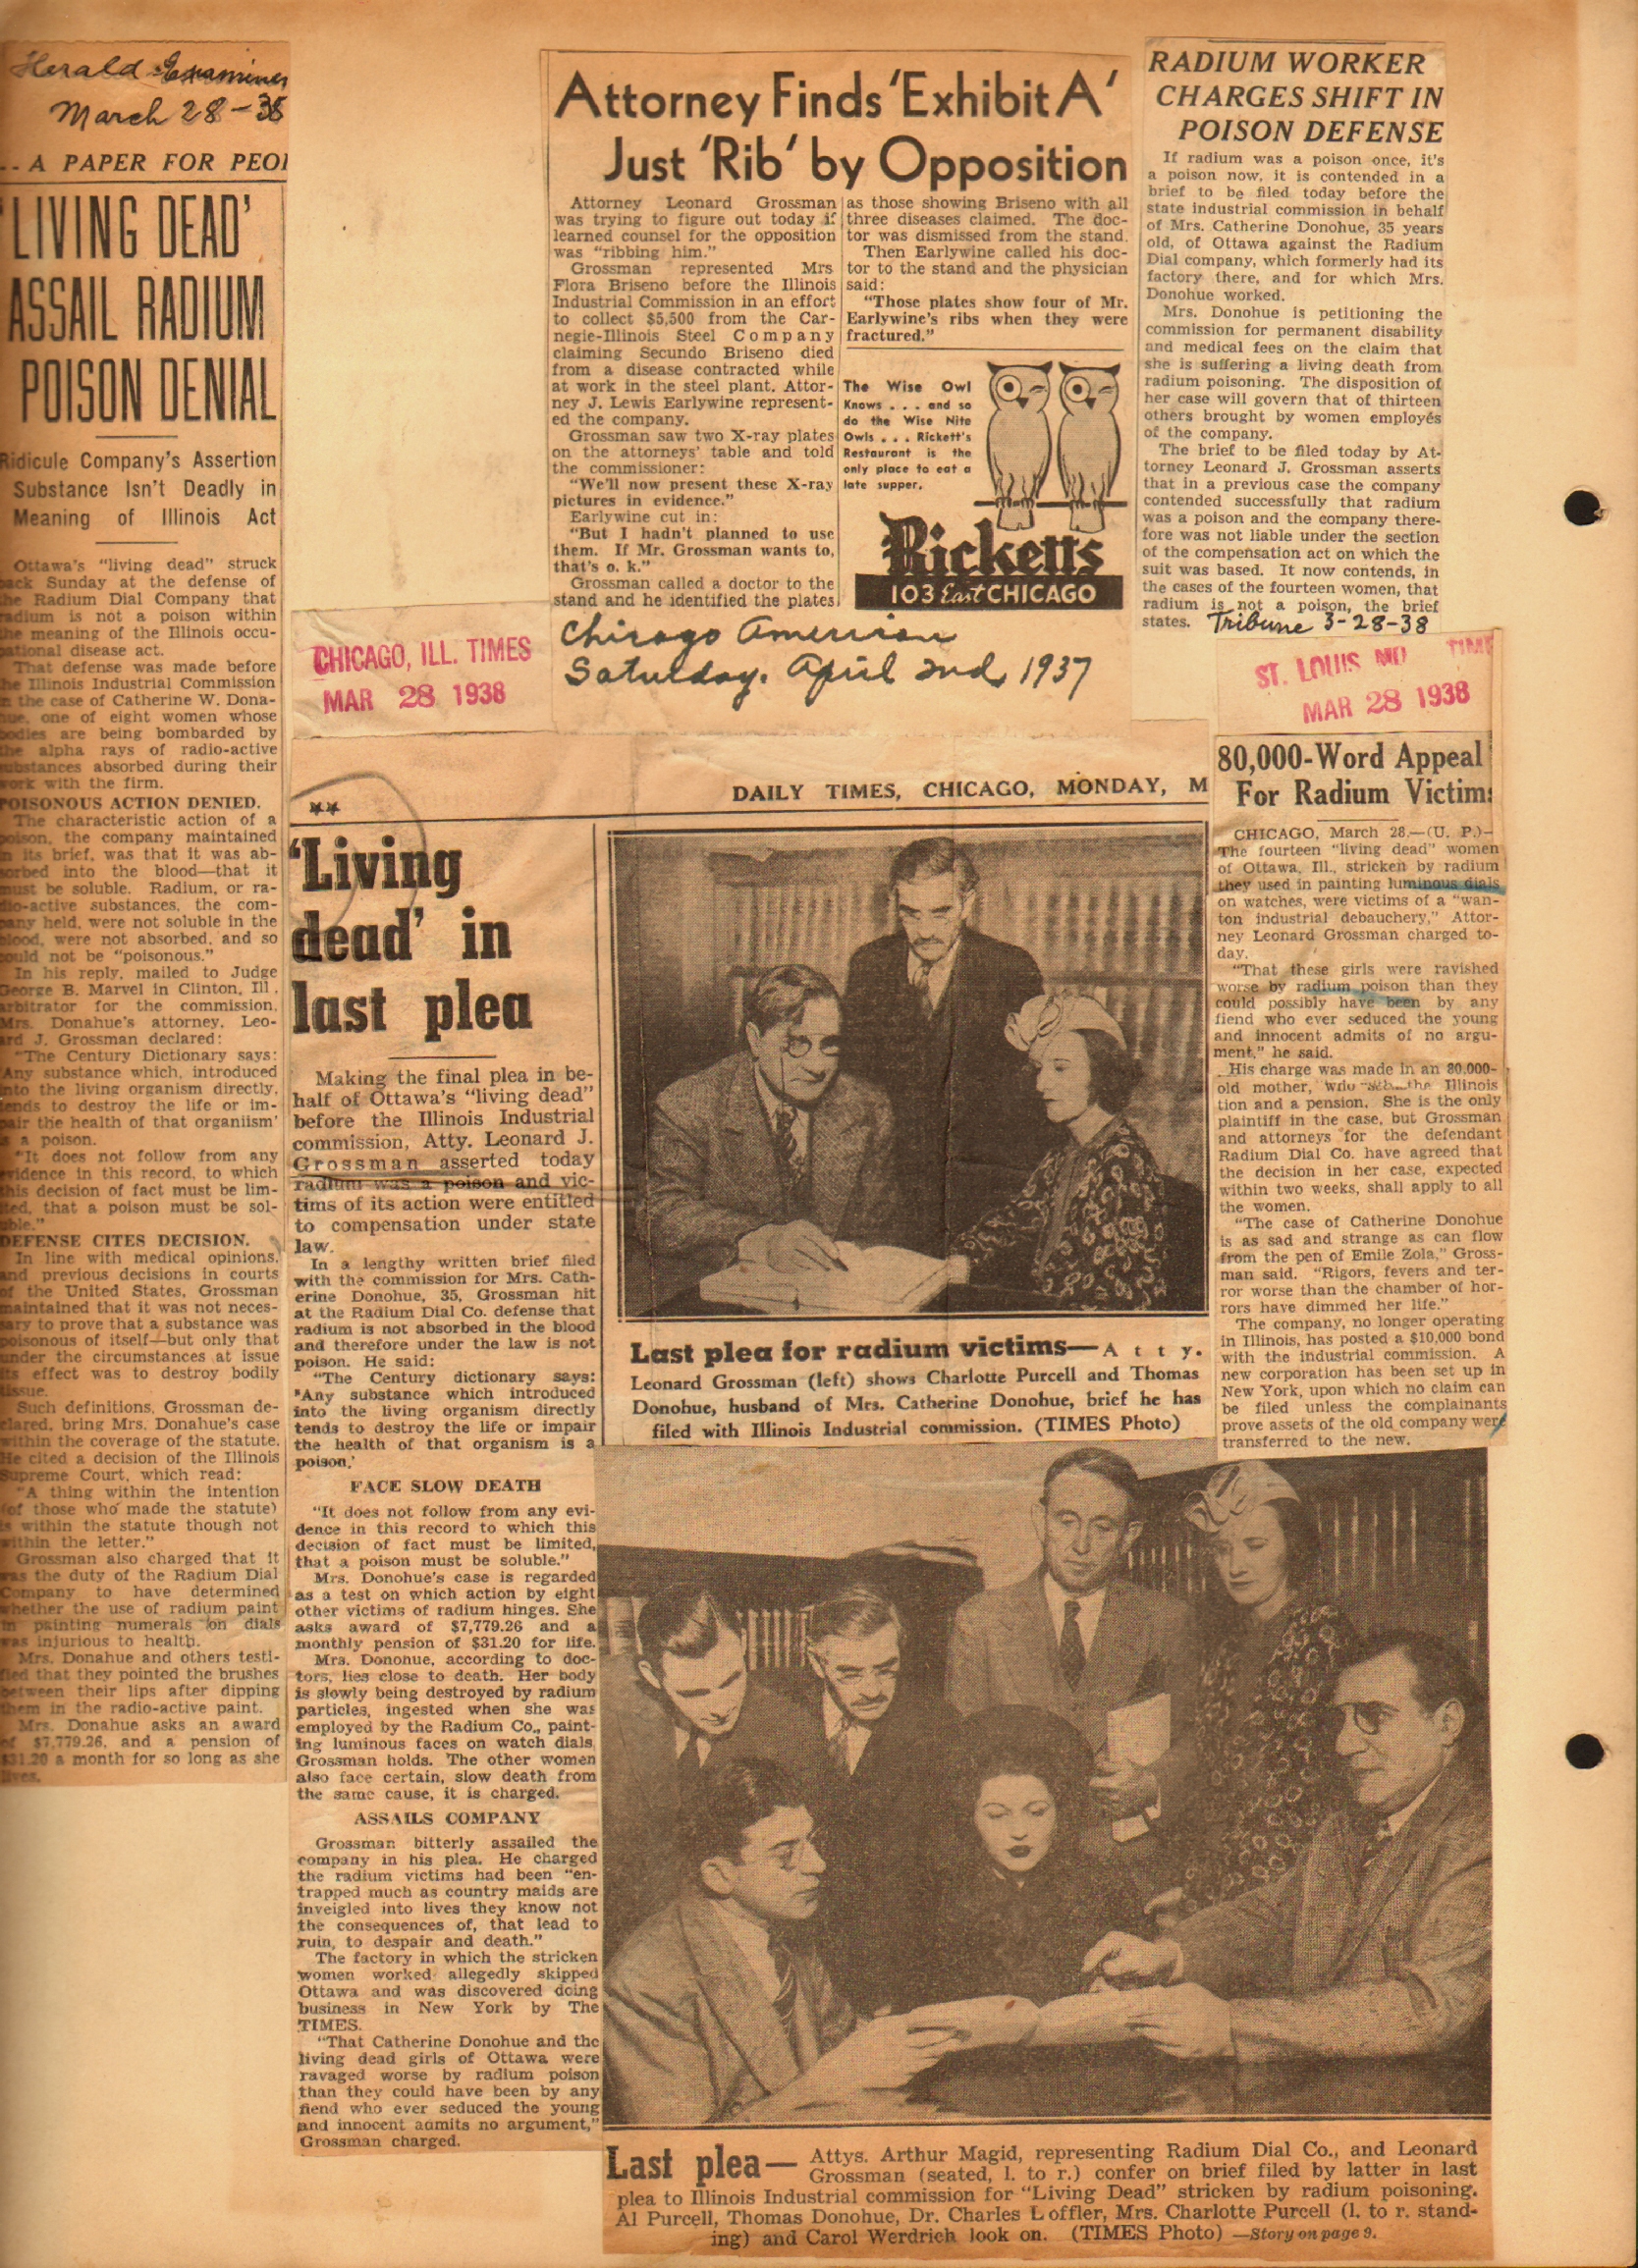 Herald Examiner
March 28-38
A PAPER FOR
'LIVING DEAD'
ASSAIL RADIUM
POISON DENIAL
Ridicule Company's Assertion
Substance Isn't Deadly in
Meaning of Illinois Act
Ottawa's "living dead" struck
back Sunday at the defense of
the Radium Dial Company that
radium is not a poison within
the meaning of the Illinois occu-
pational disease act.
That defense was made before
the Illinois Industrial Commission
in the case of Catherine W. Dona-
hue, one of eight women whose
bodies are being bombarded by
the alpha rays of radio-active
substances absorbed during their
work with the firm.
POISONOUS ACTION DENIED.
The characteristic action of a
poison, the company maintained
in its brief, was that it was ab-
sorbed into the blood—that it
must be soluble. Radium, or ra-
dio-active substances, the com-
pany held, were not soluble in the
blood, were not absorbed, and so
could not be "poisonous."
In his reply, mailed to Judge
George B. Marvel in Clinton, Ill.,
arbitrator for the commission,
Mrs. Donahue's attorney, Leo-
ard J. Grossman declared:
"The Century Dictionary says:
'Any substance which, introduced
into the living organism directly,
tends to destroy the life or im-
pair the health of that organiism'
is a poison.
"It does not follow from any
evidence in this record, to which
this decision of fact must be lim-
ited, that a poison must be sol-
uble."
DEFENSE CITES DECISION.
In line with medical opinions,
and previous decisions in courts
of the United States, Grossman
maintained that it was not neces-
sary to prove that a substance was
poisonous of itself—but only that
under the circumstances at issue
its effect was to destroy bodily
tissue.
Such definitions, Grossman de-
clared, bring Mrs. Donahue's case
within the coverage of the statute.
He cited a decision of the Illinois
Supreme Court, which read:
"A thing within the intention
(of those who made the statute)
is within the statute though not
within the letter."
Grossman also charged that it
was the duty of the Radium Dial
Company to have determined
whether the use of radium paint
in painting numerals on dials
was injurious to health.
Mrs. Donahue and others testi-
fied that they pointed the brushes
between their lips after dipping
them in the radio-active paint.
Mrs. Donahue asks an award
of $7,779.26, and a pension of
$31.20 a month for so long as she
lives.
Attorney Finds 'Exhibit A'
Just 'Rib' by Opposition
Attorney Leonard Grossman
was trying to figure out today if
learned counsel for the opposition
was "ribbing him."
Grossman represented Mrs
Flora Briseno before the Illinois
Industrial Commission in an effort
to collect $5,500 from the Car-
negie-Illinois Steel Company
claiming Secundo Briseno died
from a disease contracted while
at work in the steel plant. Attor-
ney J. Lewis Earlywine represent-
ed the company.
Grossman saw two X-ray plates
on the attorneys' table and told
the commissioner:
"We'll now present these X-ray
pictures in evidence."
Earlywine cut in:
"But I hadn't planned to use
them. If Mr. Grossman wants to,
that's o. k."
Grossman called a doctor to the
stand and he identified the plates
as those showing Briseno with all
three diseases claimed. The doc-
tor was dismissed from the stand.
Then Earlywine called his doc-
tor to the stand and the physician
said:
"Those plates show four of Mr.
Earlywine's ribs when they were
fractured."
The Wise Owl
Knows . . . and so
do the Wise Nite
Owls . . . Rickett's
Restaurant is the
only place to eat a
late supper.
Ricketts
103 East CHICAGO
Chicago American
Saturday, April 2nd, 1937
RADIUM WORKER
CHARGES SHIFT IN
POISON DEFENSE
If radium was a poison once, it's
a poison now, it is contended in a
brief to be filed today before the
state industrial commission in behalf
of Mrs. Catherine Donohue, 35 years
old, of Ottawa against the Radium
Dial company, which formerly had its
factory there, and for which Mrs.
Donohue worked.
Mrs. Donohue is petitioning the
commission for permanent disability
and medical fees on the claim that
she is suffering a living death from
radium poisoning. The disposition of
her case will govern that of thirteen
others brought by women employés
of the company.
The brief to be filed today by At-
torney Leonard J. Grossman asserts
that in a previous case the company
contended successfully that radium
was a poison and the company there-
fore was not liable under the section
of the compensation act on which the
suit was based. It now contends, in
the cases of the fourteen women, that
radium is not a poison, the brief
states.
Tribune 3-28-38
CHICAGO, ILL. TIMES
MAR 28 1938
DAILY TIMES, CHICAGO, MONDAY, M
'Living
dead' in
last plea
Making the final plea in be-
half of Ottawa's "living dead"
before the Illinois Industrial
commission, Atty. Leonard J.
Grossman asserted today
radium was a poison and vic-
tims of its action were entitled
to compensation under state
law.
In a lengthy written brief filed
with the commission for Mrs. Cath-
erine Donohue, 35, Grossman hit
at the Radium Dial Co. defense that
radium is not absorbed in the blood
and therefore under the law is not
poison. He said:
"The Century dictionary says:
'Any substance which introduced
into the living organism directly
tends to destroy the life or impair
the health of that organism is a
poison.'
FACE SLOW DEATH
"It does not follow from any evi-
dence in this record to which this
decision of fact must be limited,
that a poison must be soluble."
Mrs. Donohue's case is regarded
as a test on which action by eight
other victims of radium hinges. She
asks award of $7,779.26 and a
monthly pension of $31.20 for life.
Mrs. Dononue, according to doc-
tors, lies close to death. Her body
is slowly being destroyed by radium
particles, ingested when she was
employed by the Radium Co., paint-
ing luminous faces on watch dials,
Grossman holds. The other women
also face certain, slow death from
the same cause, it is charged.
ASSAILS COMPANY
Grossman bitterly assailed the
company in his plea. He charged
the radium victims had been "en-
trapped much as country maids are
inveigled into lives they know not
the consequences of, that lead to
ruin, to despair and death."
The factory in which the stricken
women worked allegedly skipped
Ottawa and was discovered doing
business in New York by The
TIMES.
"That Catherine Donohue and the
living dead girls of Ottawa were
ravaged worse by radium poison
than they could have been by any
fiend who ever seduced the young
and innocent admits no argument,"
Grossman charged.
Last plea for radium victims—Atty.
Leonard Grossman (left) shows Charlotte Purcell and Thomas
Donohue, husband of Mrs. Catherine Donohue, brief he has
filed with Illinois Industrial commission. (TIMES Photo)
ST. LOUIS MO TIME
MAR 28 1938
80,000-Word Appeal
For Radium Victims
CHICAGO, March 28.—(U. P.)—
The fourteen "living dead" women
of Ottawa, Ill., stricken by radium
they used in painting luminous dials
on watches, were victims of a "wan-
ton industrial debauchery," Attor-
ney Leonard Grossman charged to-
day.
"That these girls were ravished
worse by radium poison than they
could possibly have been by any
fiend who ever seduced the young
and innocent admits of no argu-
ment," he said.
His charge was made in an 80,000-
old mother, who the Illinois
tion and a pension. She is the only
plaintiff in the case, but Grossman
and attorneys for the defendant
Radium Dial Co. have agreed that
the decision in her case, expected
within two weeks, shall apply to all
the women.
"The case of Catherine Donohue
is as sad and strange as can flow
from the pen of Emile Zola," Gross-
man said. "Rigors, fevers and ter-
ror worse than the chamber of hor-
rors have dimmed her life."
The company, no longer operating
in Illinois, has posted a $10,000 bond
with the industrial commission. A
new corporation has been set up in
New York, upon which no claim can
be filed unless the complainants
prove assets of the old company were
transferred to the new.
Last plea— Attys. Arthur Magid, representing Radium Dial Co., and Leonard
Grossman (seated, l. to r.) confer on brief filed by latter in last
plea to Illinois Industrial commission for "Living Dead" stricken by radium poisoning.
Al Purcell, Thomas Donohue, Dr. Charles Loffler, Mrs. Charlotte Purcell (l. to r. stand-
ing) and Carol Werdrich look on. (TIMES Photo) —Story on page 9.